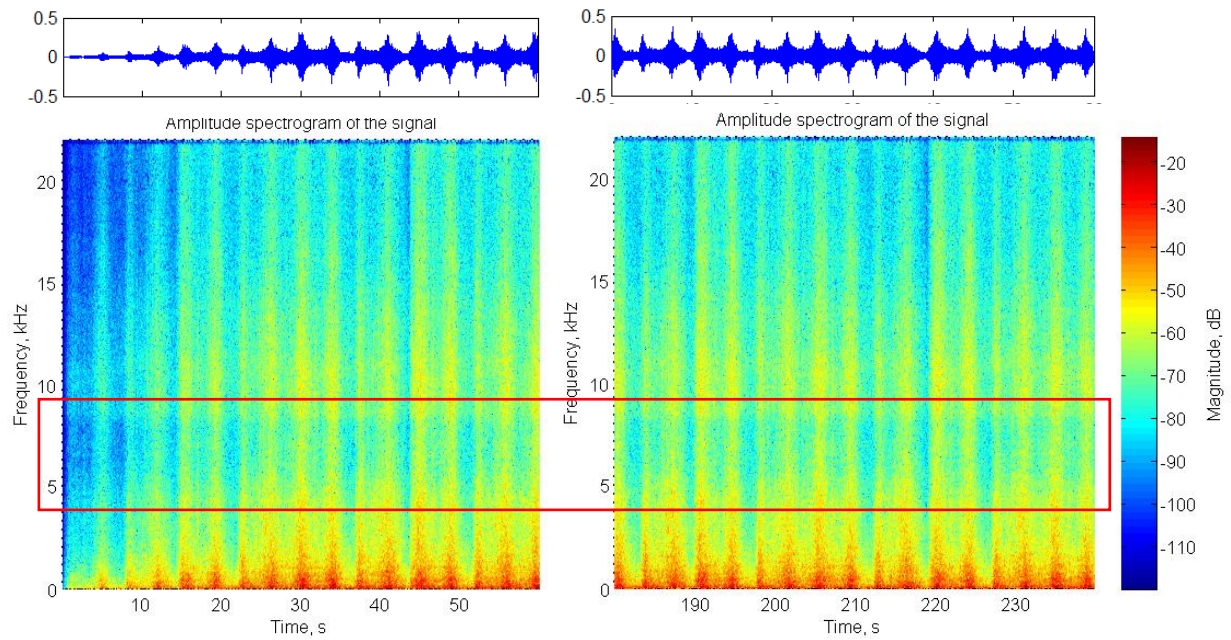 0.5
0
-0.5
0.5
0
-0.5
Amplitude spectrogram of the signal
Amplitude spectrogram of the signal
Frequency, kHz
20
15
10
5
0
10 20 30 40 50
Time, s
Frequency, kHz
20
15
10
5
0
190 200 210 220 230
Time, s
-20
-30
-40
-50
-60
-70
-80
-90
-100
-110
Magnitude, dB